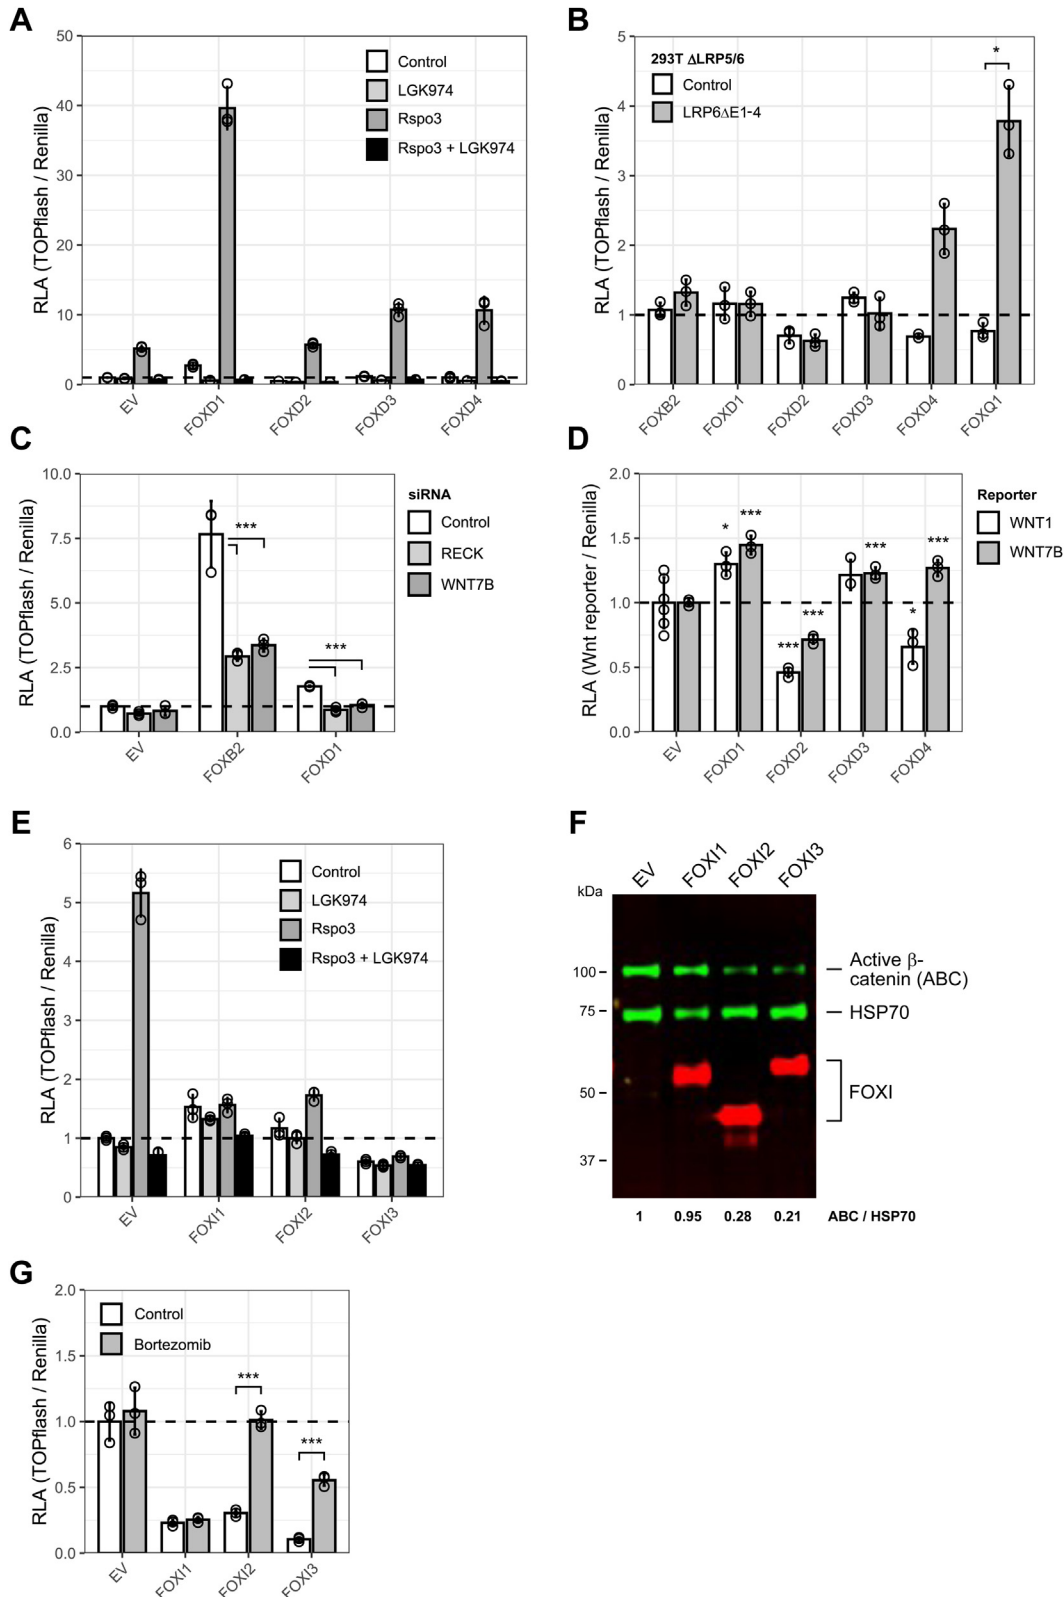 A
RLA (TOPflash / Renilla)
50
40
30
20
10
0
Control
LGK974
Rspo3
Rspo3 + LGK974
EV
FOXD1
FOXD2
FOXD3
FOXD4
B
RLA (TOPflash / Renilla)
5
4
3
2
1
0
293T ΔLRP5/6
Control
LRP6ΔE1-4
*
FOXB2
FOXD1
FOXD2
FOXD3
FOXD4
FOXQ1
C
RLA (TOPflash / Renilla)
10.0
7.5
5.0
2.5
0.0
***
***
siRNA
Control
RECK
WNT7B
EV
FOXB2
FOXD1
D
RLA (Wnt reporter / Renilla)
2.0
1.5
1.0
0.5
0.0
* *** *** *** *** * ***
Reporter
WNT1
WNT7B
EV
FOXD1
FOXD2
FOXD3
FOXD4
E
RLA (TOPflash / Renilla)
6
5
4
3
2
1
0
Control
LGK974
Rspo3
Rspo3 + LGK974
EV
FOXI1
FOXI2
FOXI3
F
EV
FOXI1
FOXI2
FOXI3
kDa
100
75
50
37
Active β-
catenin (ABC)
HSP70
FOXI
1 0.95 0.28 0.21 ABC / HSP70
G
RLA (TOPflash / Renilla)
2.0
1.5
1.0
0.5
0.0
Control
Bortezomib
***
***
EV
FOXI1
FOXI2
FOXI3